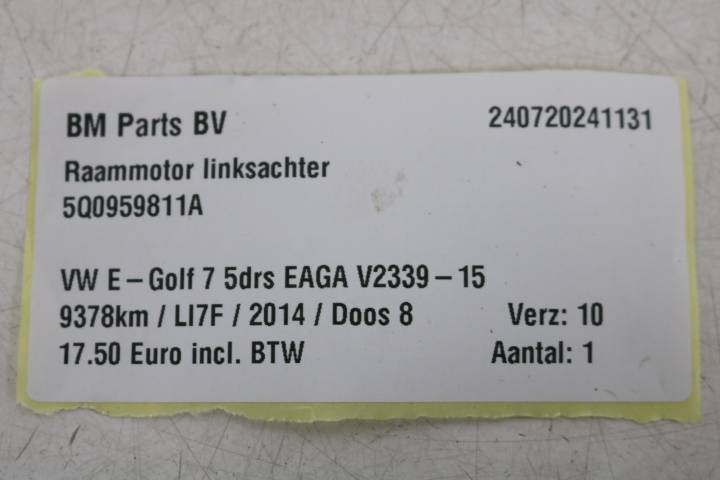 BM Parts BV 240720241131
Raammotor linksachter
5Q0959811A
VW E-Golf 7 5drs EAGA V2339-15
9378km / LI7F / 2014 / Doos 8 Verz: 10
17.50 Euro incl. BTW Aantal: 1